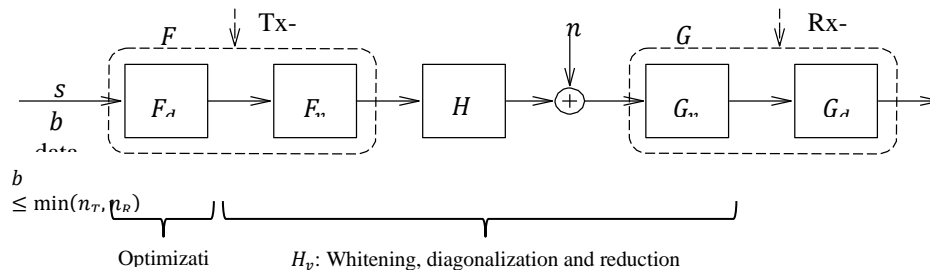 F Tx- n G Rx-
s F_d F_v H + G_v G_d
b
data
b
≤ min(n_T, n_R)
Optimizati H_v: Whitening, diagonalization and reduction